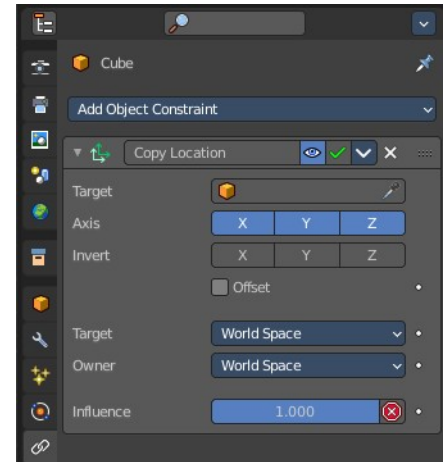 Cube
Add Object Constraint
Copy Location
Target
Axis X Y Z
Invert X Y Z
Offset
Target World Space
Owner World Space
Influence 1.000